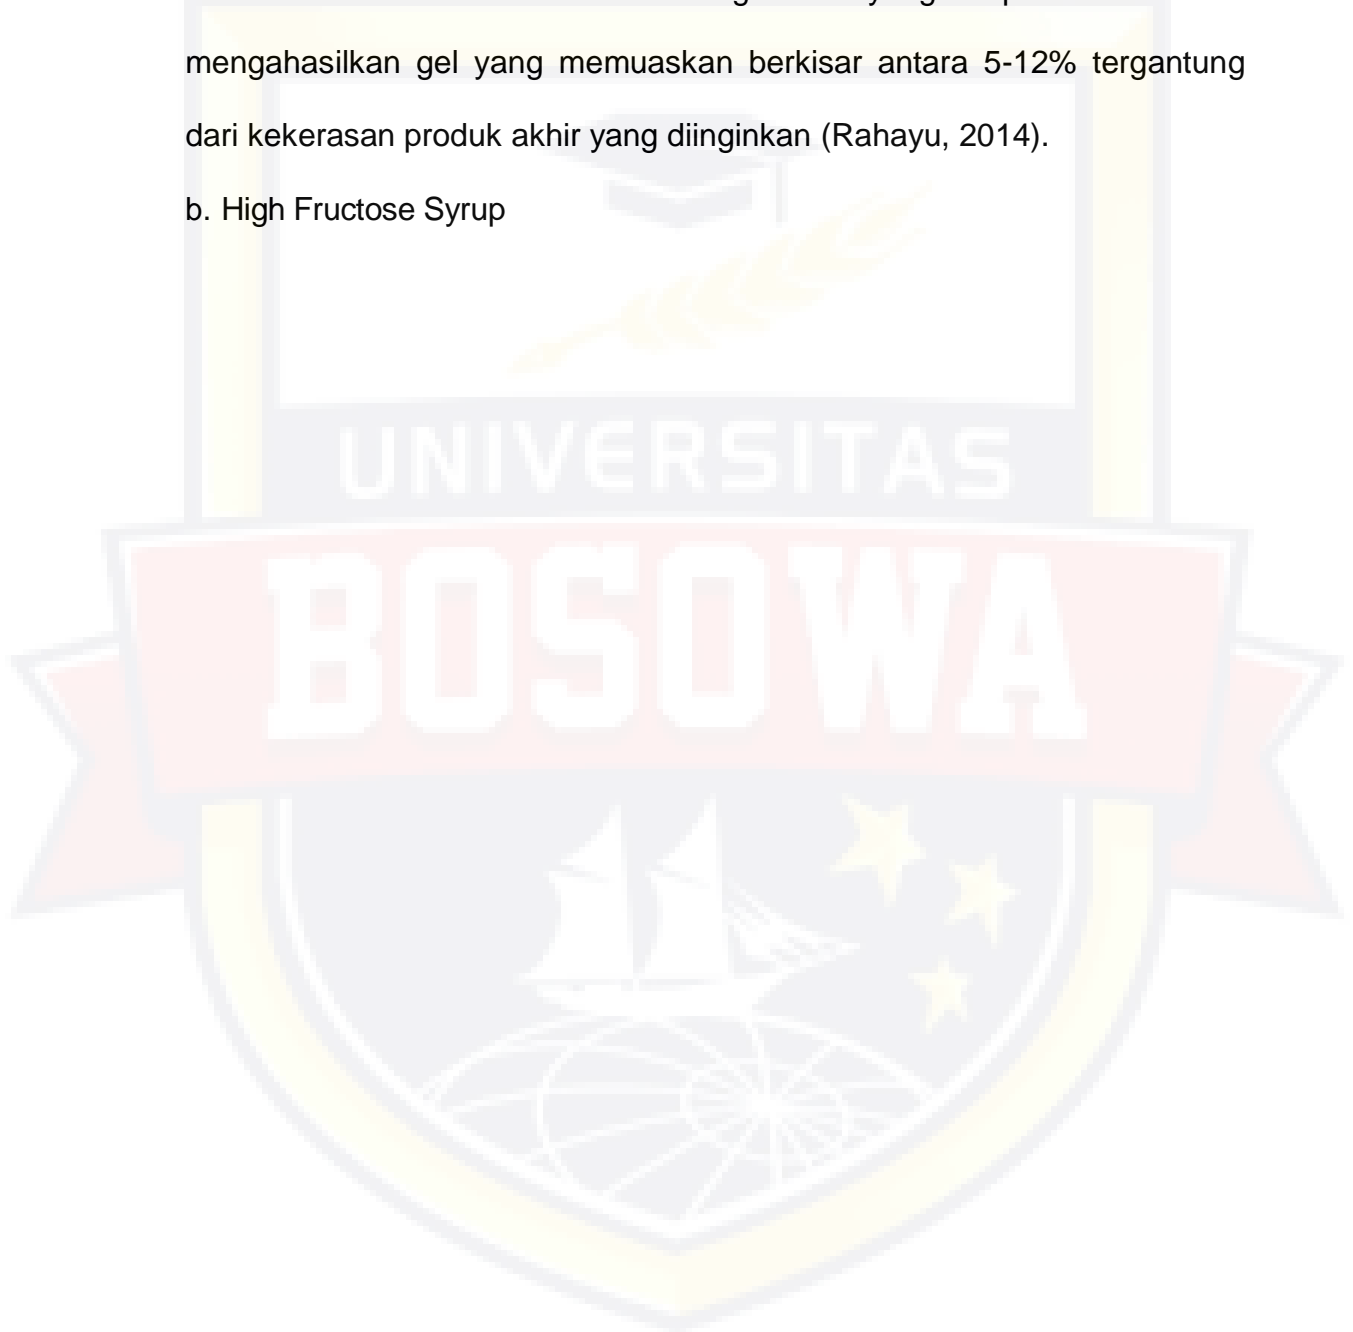 mengahasilkan gel yang memuaskan berkisar antara 5-12% tergantung
dari kekerasan produk akhir yang diinginkan (Rahayu, 2014).
b. High Fructose Syrup
UNIVERSITAS
BOSOWA